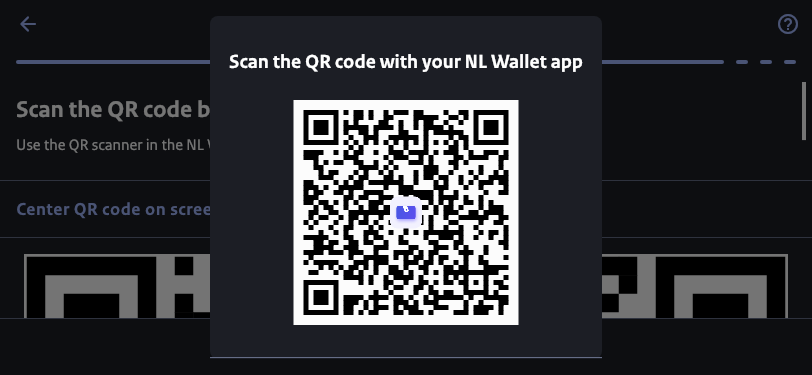 Scan the QR code with your NL Wallet app
Scan the QR code b
Use the QR scanner in the NL
Center QR code on scree